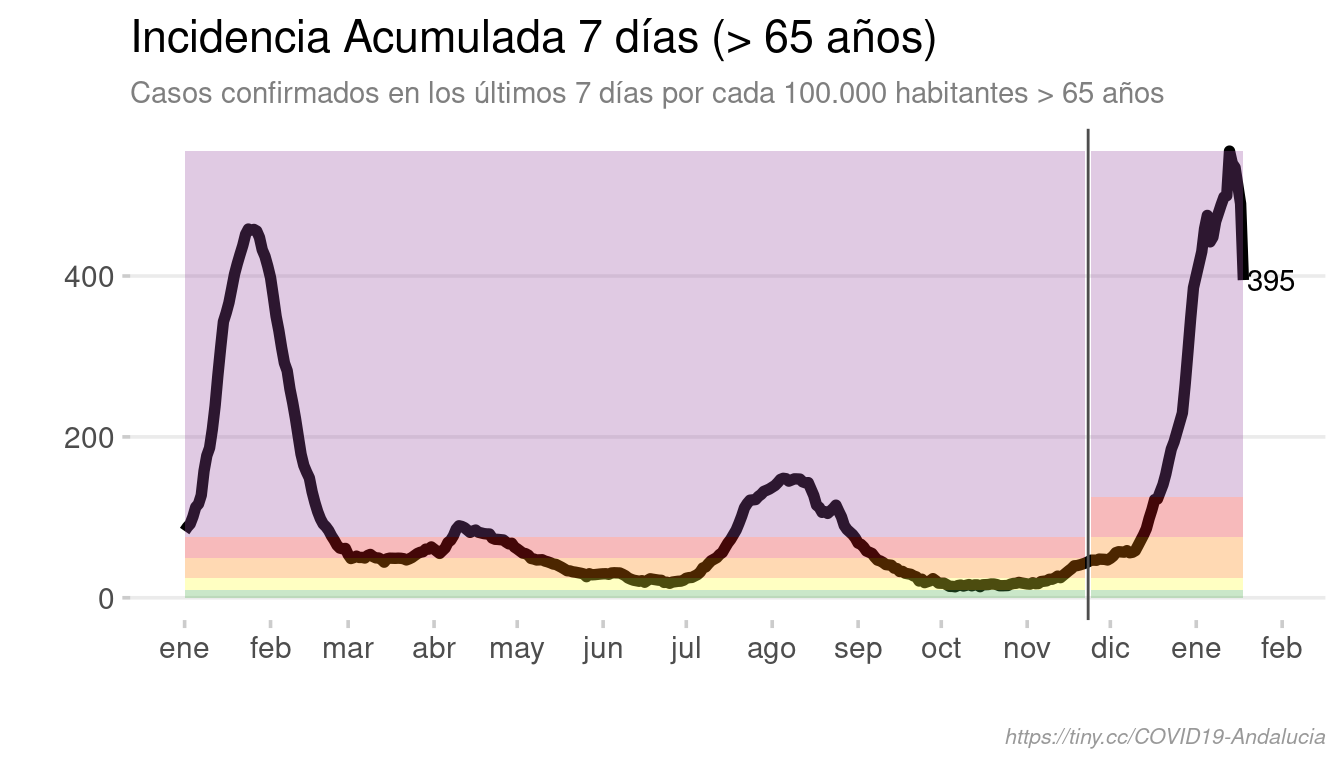 Incidencia Acumulada 7 días (> 65 años)
Casos confirmados en los últimos 7 días por cada 100.000 habitantes > 65 años
400
200
0
395
ene feb mar abr may jun jul ago sep oct nov dic ene feb
https://tiny.cc/COVID19-Andalucia